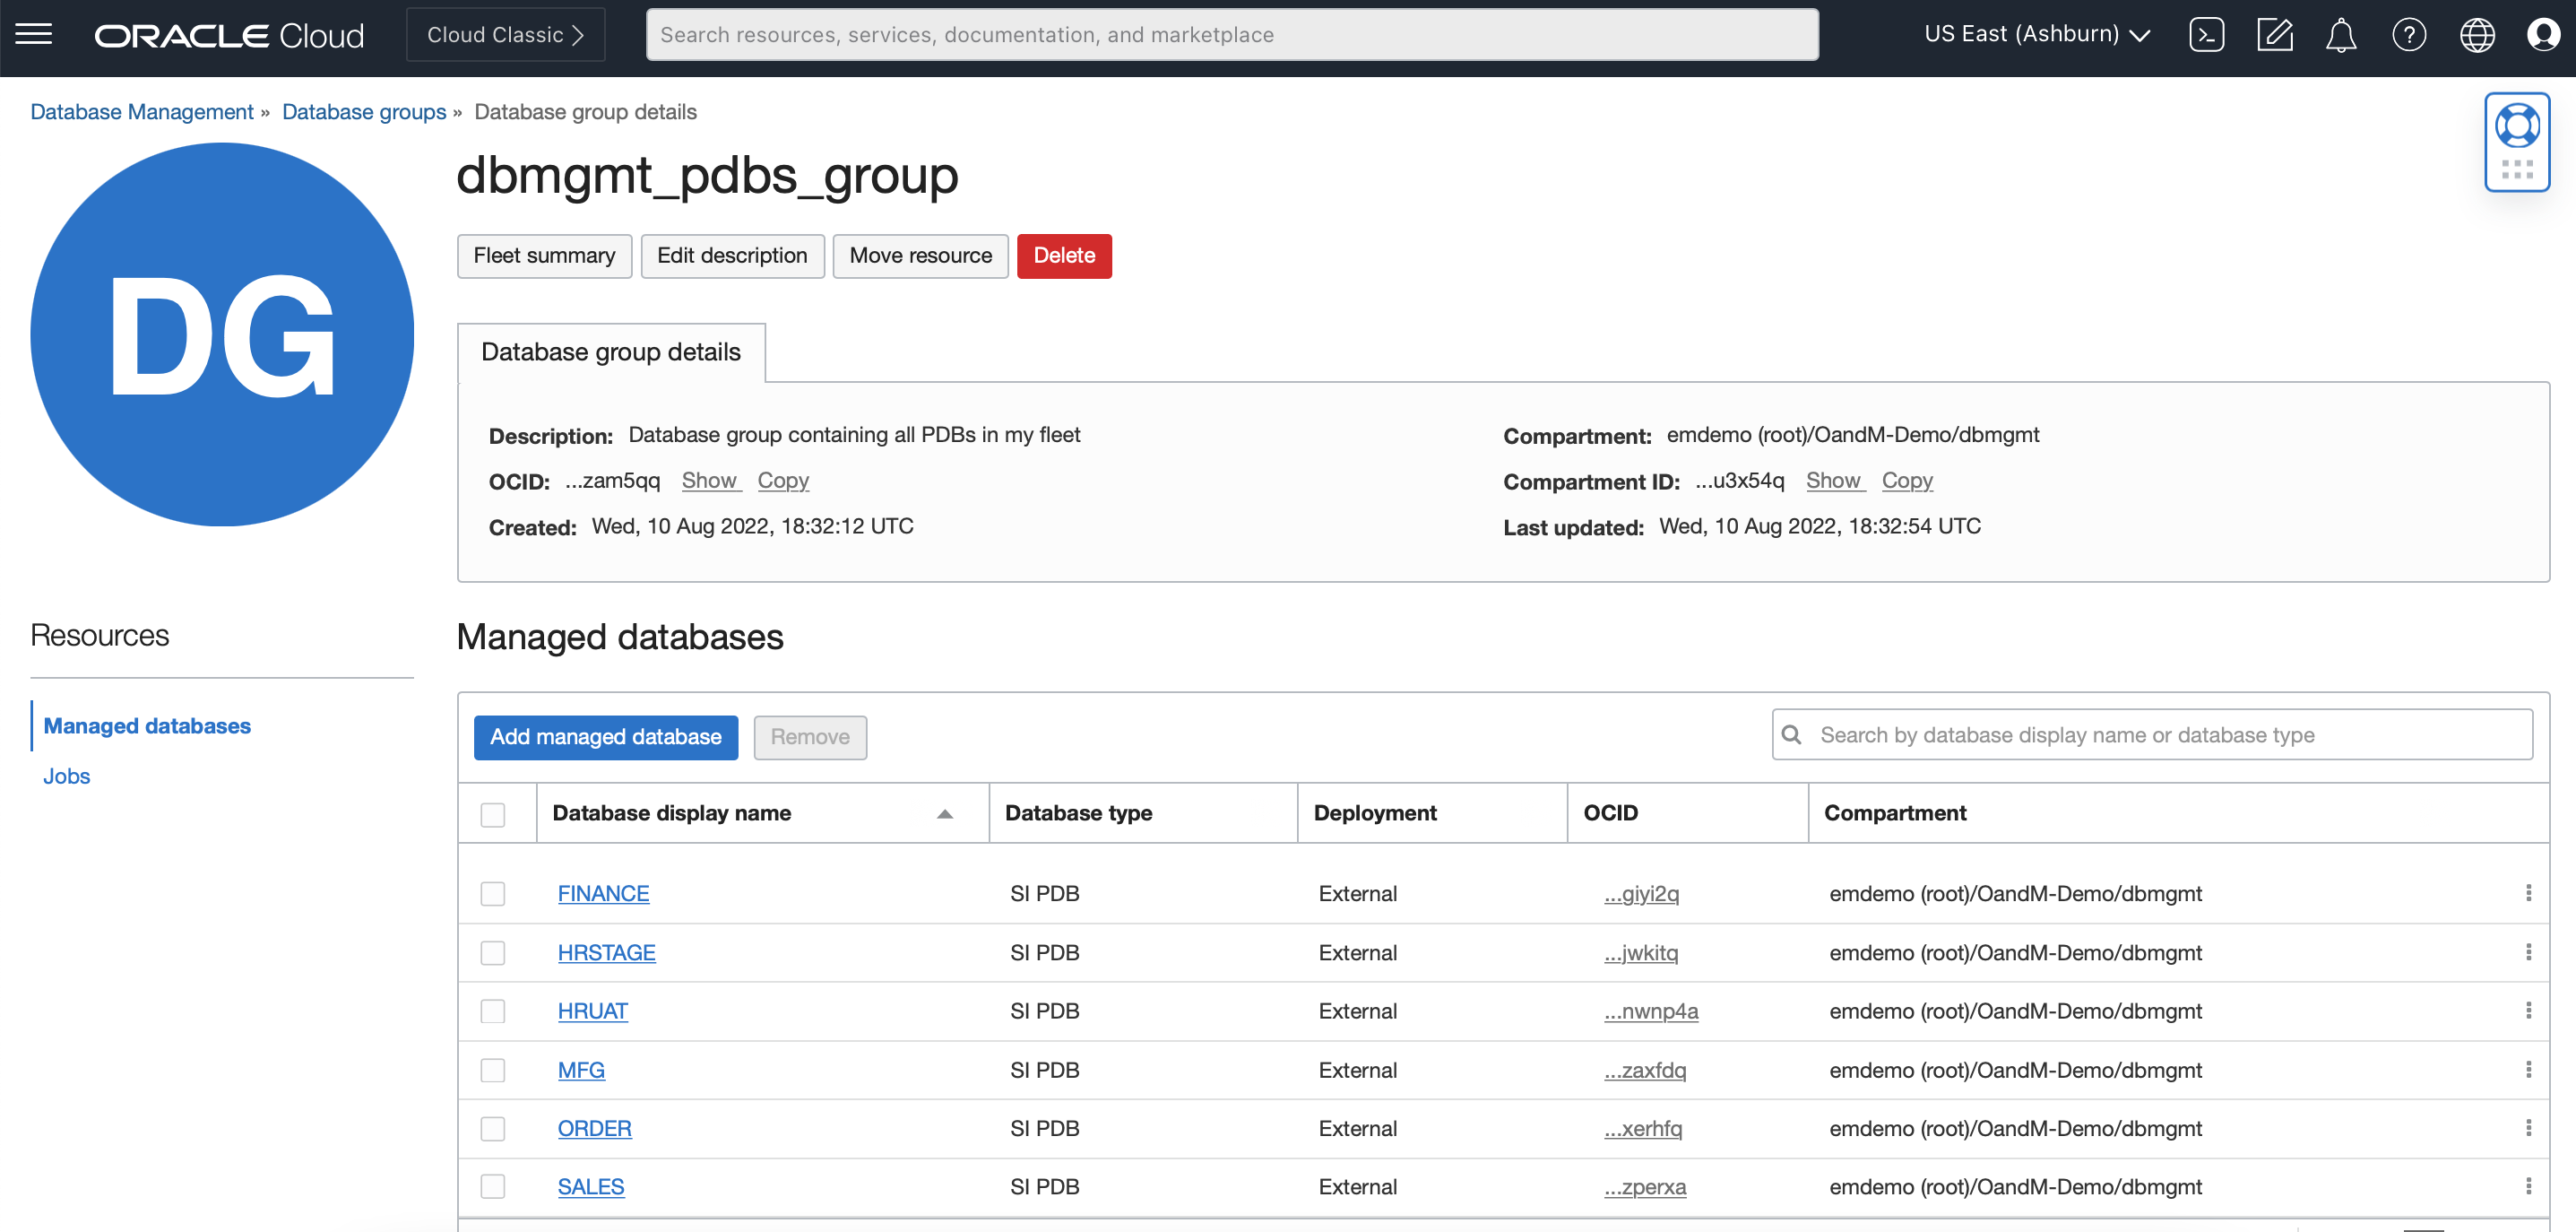 ORACLE Cloud Cloud Classic Search resources, services, documentation, and marketplace US East (Ashburn)
Database Management » Database groups » Database group details
DG
dbmgmt_pdbs_group
Fleet summary Edit description Move resource Delete
Database group details
Description: Database group containing all PDBs in my fleet Compartment: emdemo (root)/OandM-Demo/dbmgmt
OCID: ...zam5qq Show Copy Compartment ID: ...u3x54q Show Copy
Created: Wed, 10 Aug 2022, 18:32:12 UTC Last updated: Wed, 10 Aug 2022, 18:32:54 UTC
Resources
Managed databases
Jobs
Managed databases
Add managed database Remove Search by database display name or database type
Database display name Database type Deployment OCID Compartment
FINANCE SI PDB External ...giyi2q emdemo (root)/OandM-Demo/dbmgmt
HRSTAGE SI PDB External ...jwkitq emdemo (root)/OandM-Demo/dbmgmt
HRUAT SI PDB External ...nwnp4a emdemo (root)/OandM-Demo/dbmgmt
MFG SI PDB External ...zaxfdq emdemo (root)/OandM-Demo/dbmgmt
ORDER SI PDB External ...xerhfq emdemo (root)/OandM-Demo/dbmgmt
SALES SI PDB External ...zperxa emdemo (root)/OandM-Demo/dbmgmt